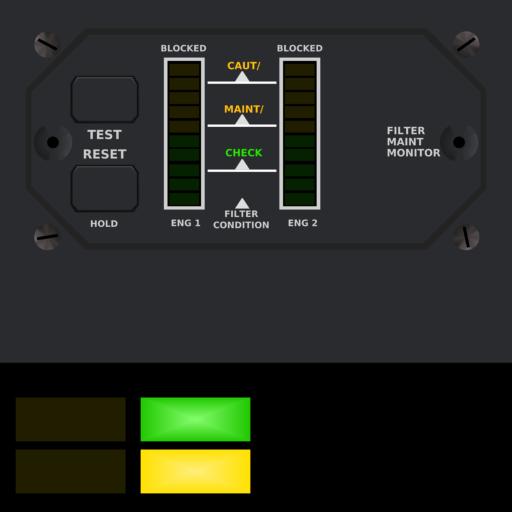 BLOCKED
BLOCKED
CAUT/
MAINT/
TEST
RESET
CHECK
FILTER
MAINT
MONITOR
HOLD
ENG 1
FILTER
CONDITION
ENG 2